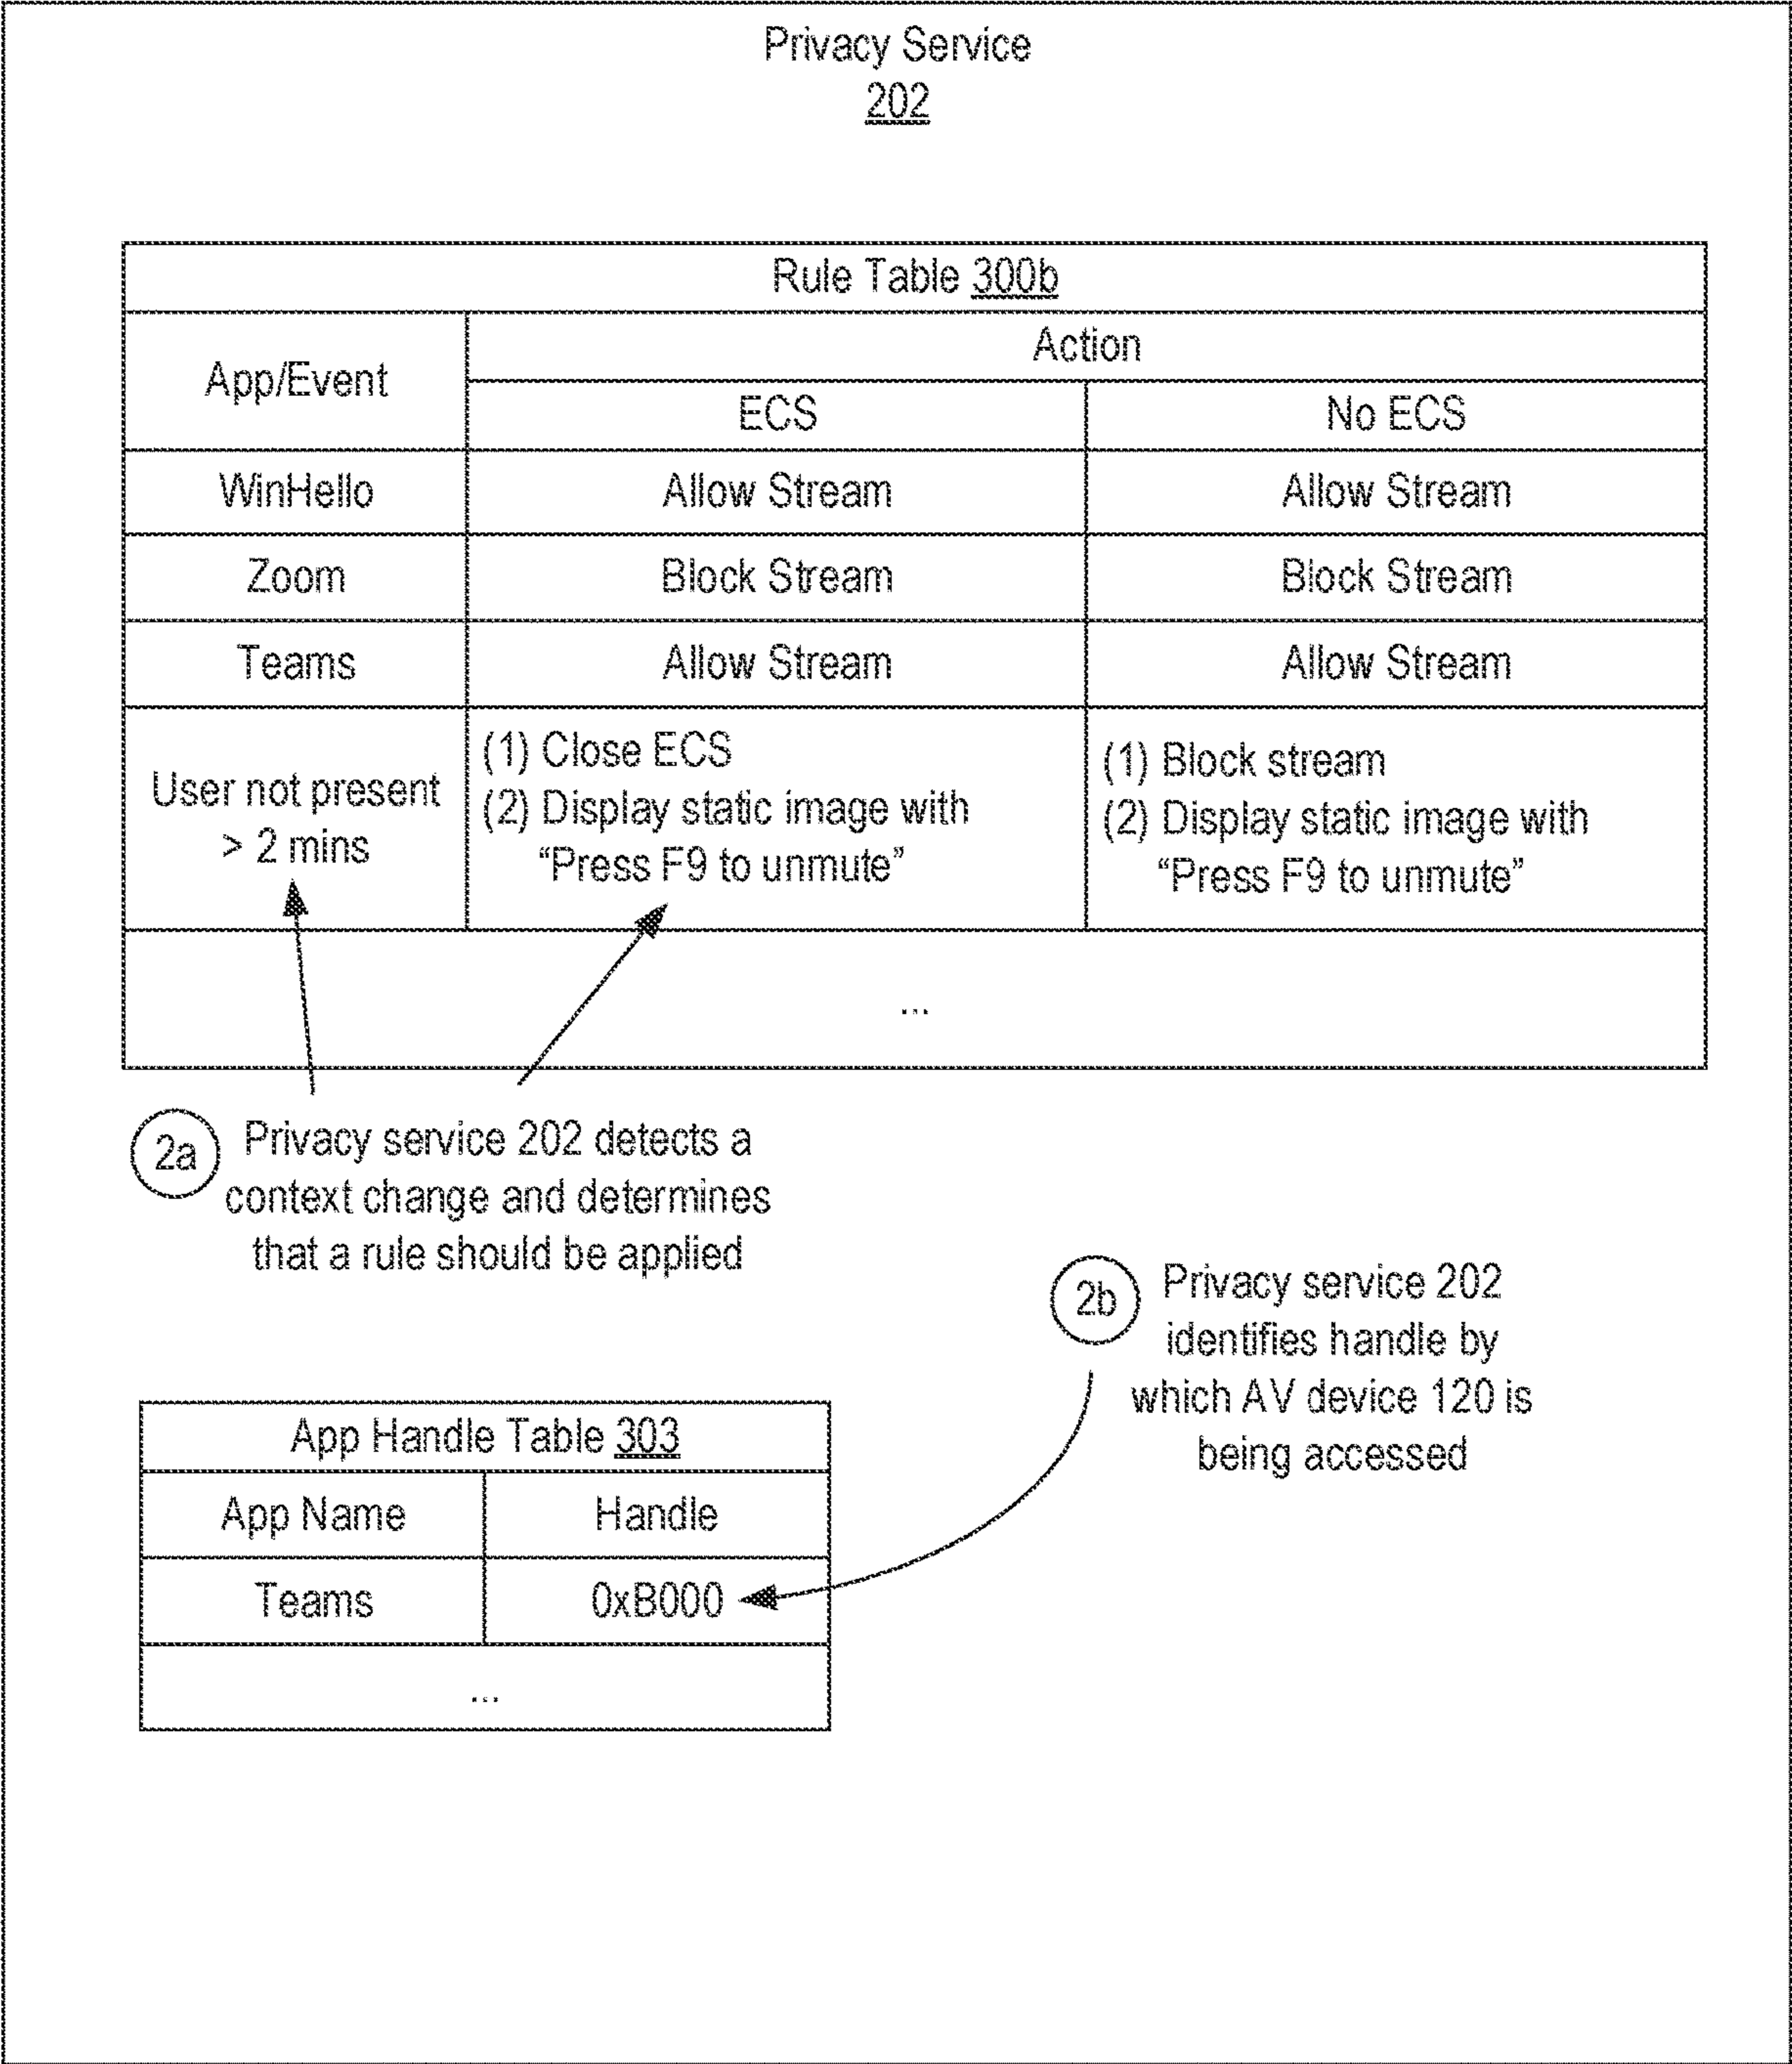 Privacy Service
202
Rule Table 300b
App/Event
Action
ECS
No ECS
WinHello
Allow Stream
Allow Stream
Zoom
Block Stream
Block Stream
Teams
Allow Stream
Allow Stream
User not present
> 2 mins
(1) Close ECS
(2) Display static image with
“Press F9 to unmute”
(1) Block stream
(2) Display static image with
“Press F9 to unmute”
...
2a
Privacy service 202 detects a
context change and determines
that a rule should be applied
2b
Privacy service 202
identifies handle by
which AV device 120 is
being accessed
App Handle Table 303
App Name
Handle
Teams
0xB000
...